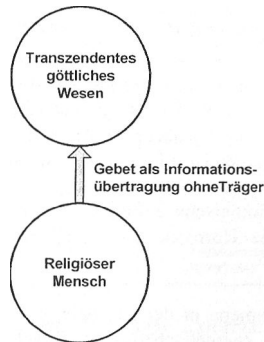 Transzendentes
göttliches
Wesen
Gebet als Informations-
übertragung ohneTräger
Religiöser
Mensch